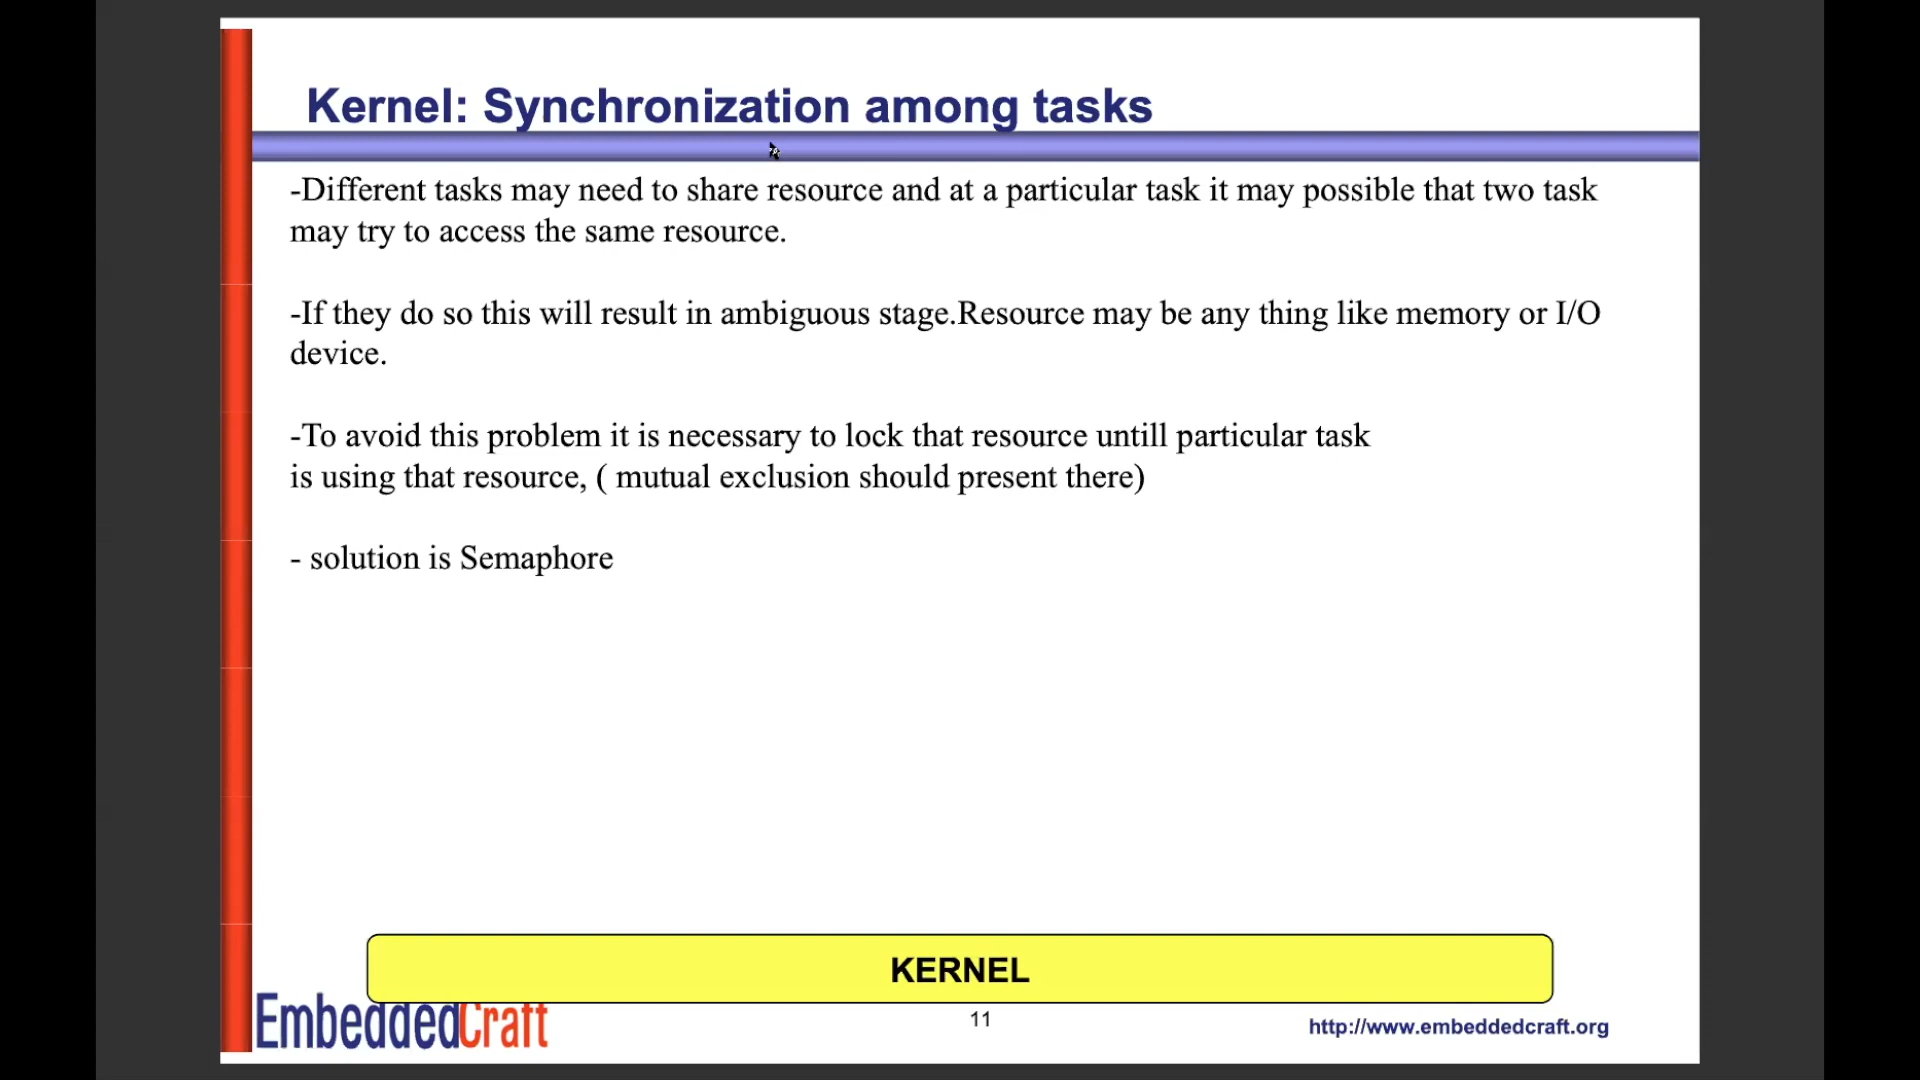 Kernel: Synchronization among tasks
-Different tasks may need to share resource and at a particular task it may possible that two task
may try to access the same resource.
-If they do so this will result in ambiguous stage.Resource may be any thing like memory or I/O
device.
-To avoid this problem it is necessary to lock that resource untill particular task
is using that resource, ( mutual exclusion should present there)
- solution is Semaphore
KERNEL
EmbeddedCraft
11
http://www.embeddedcraft.org